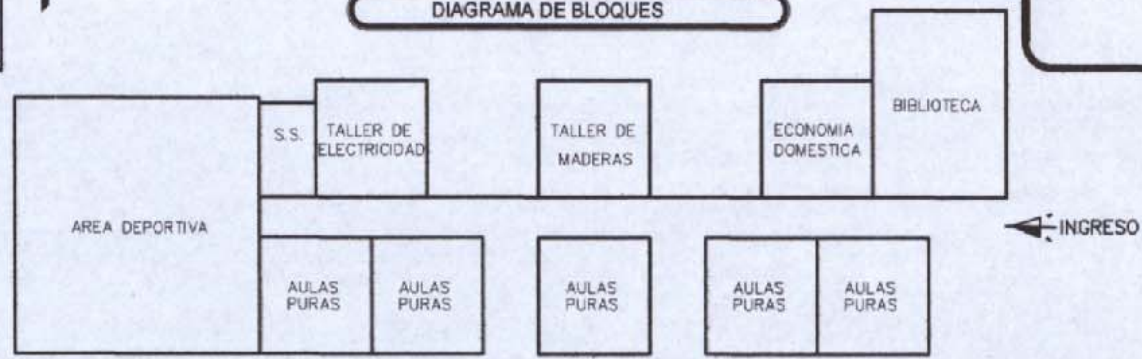 DIAGRAMA DE BLOQUES
BIBLIOTECA
S.S.
TALLER DE
ELECTRICIDAD
TALLER DE
MADERAS
ECONOMIA
DOMESTICA
AREA DEPORTIVA
INGRESO
AULAS
PURAS
AULAS
PURAS
AULAS
PURAS
AULAS
PURAS
AULAS
PURAS